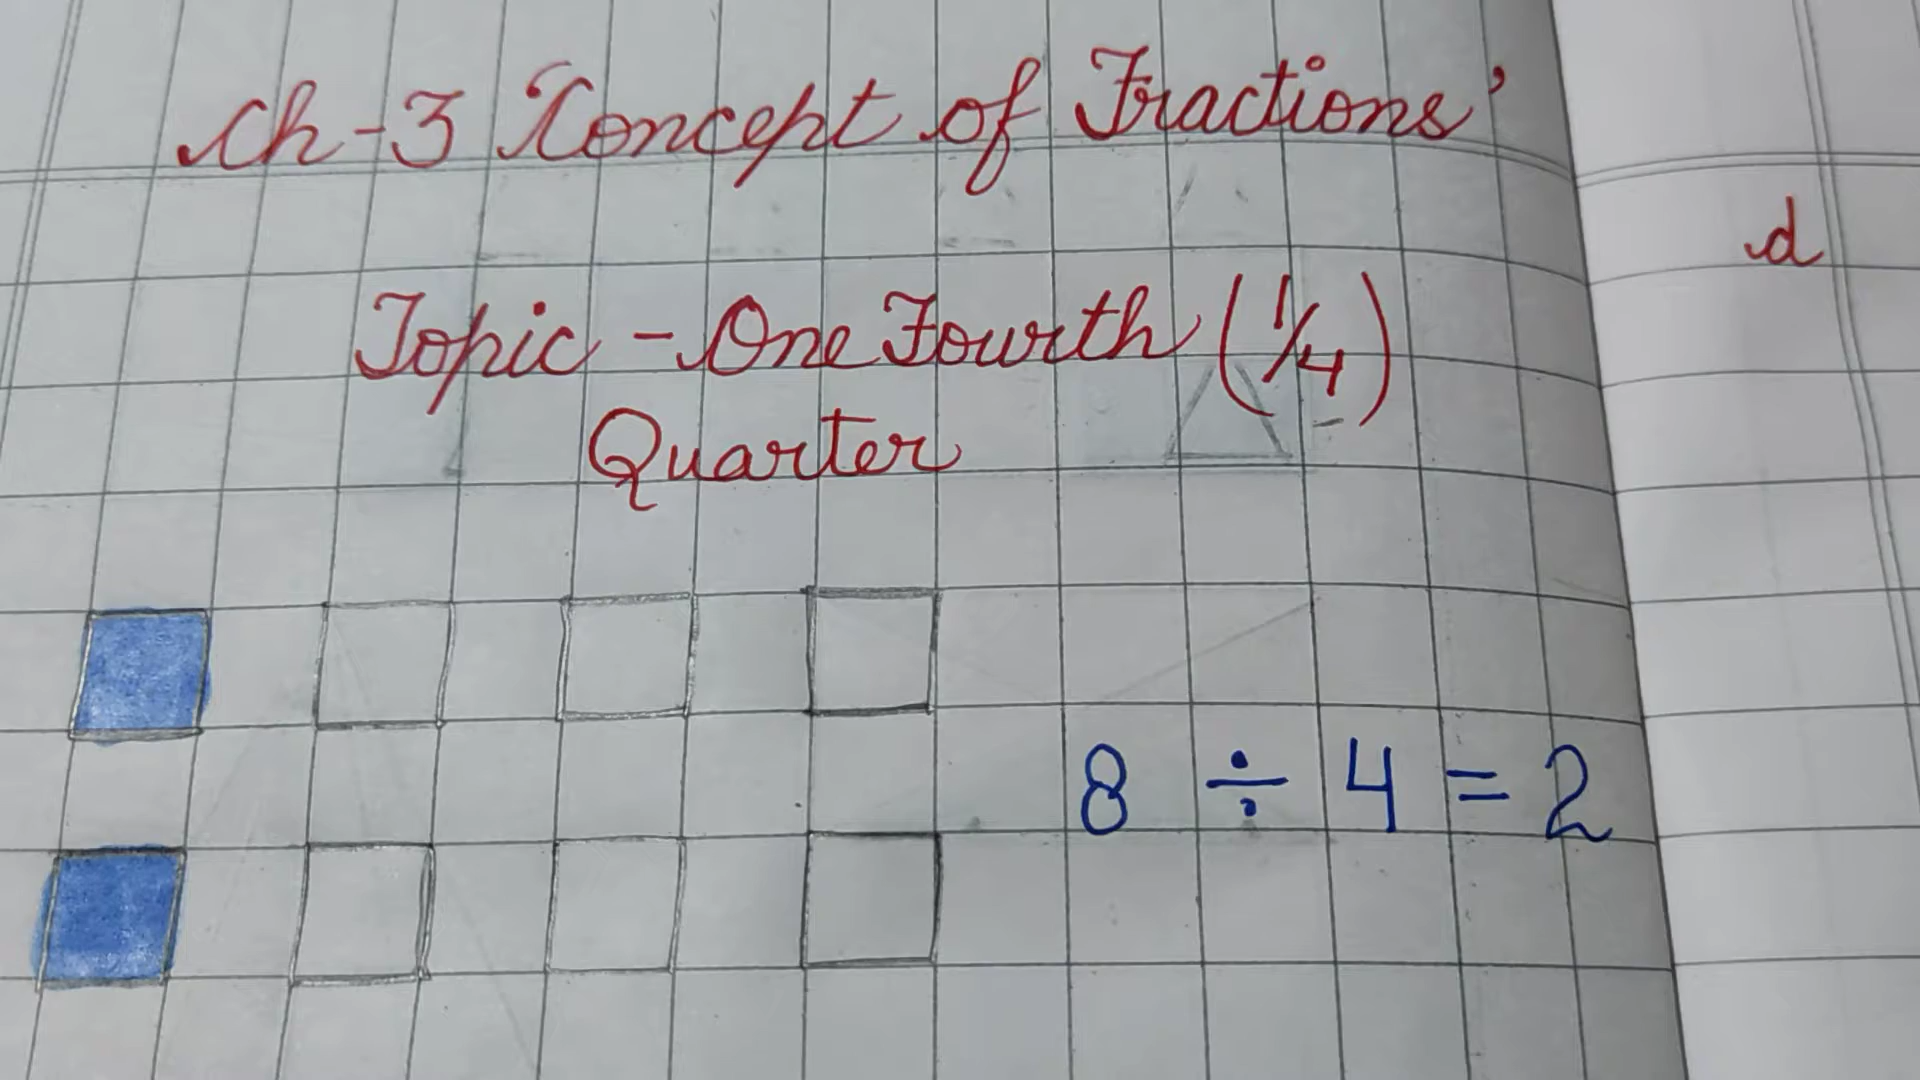 Ch-3 "Concept of Fractions'
Topic - One Fourth (1/4)
Quarter
8 ÷ 4 = 2
d